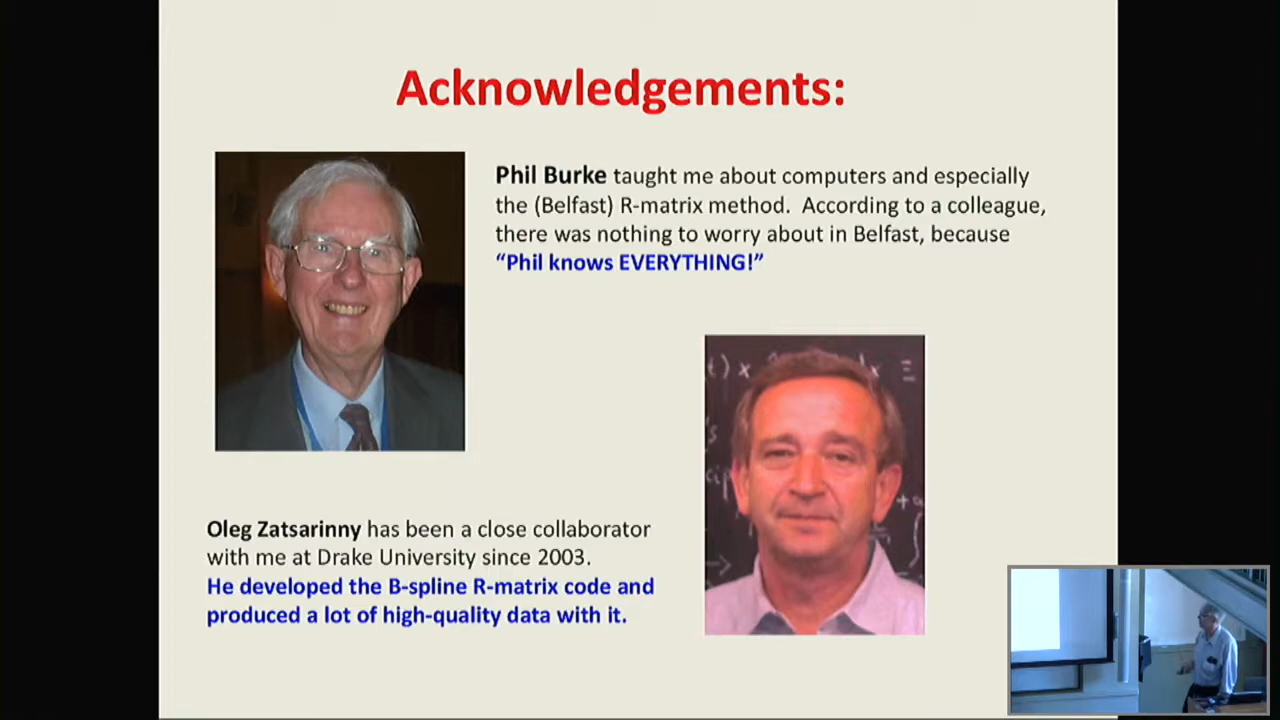 Acknowledgements:
Phil Burke taught me about computers and especially
the (Belfast) R-matrix method. According to a colleague,
there was nothing to worry about in Belfast, because
“Phil knows EVERYTHING!”
Oleg Zatsarinny has been a close collaborator
with me at Drake University since 2003.
He developed the B-spline R-matrix code and
produced a lot of high-quality data with it.